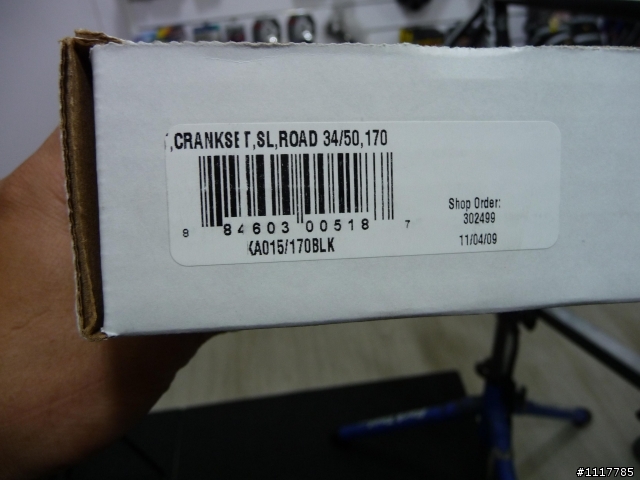 ,CRANKSET,SL,ROAD 34/50,170
8 84603 00518 7
KA015/170BLK
Shop Order:
302499
11/04/09
#1117785